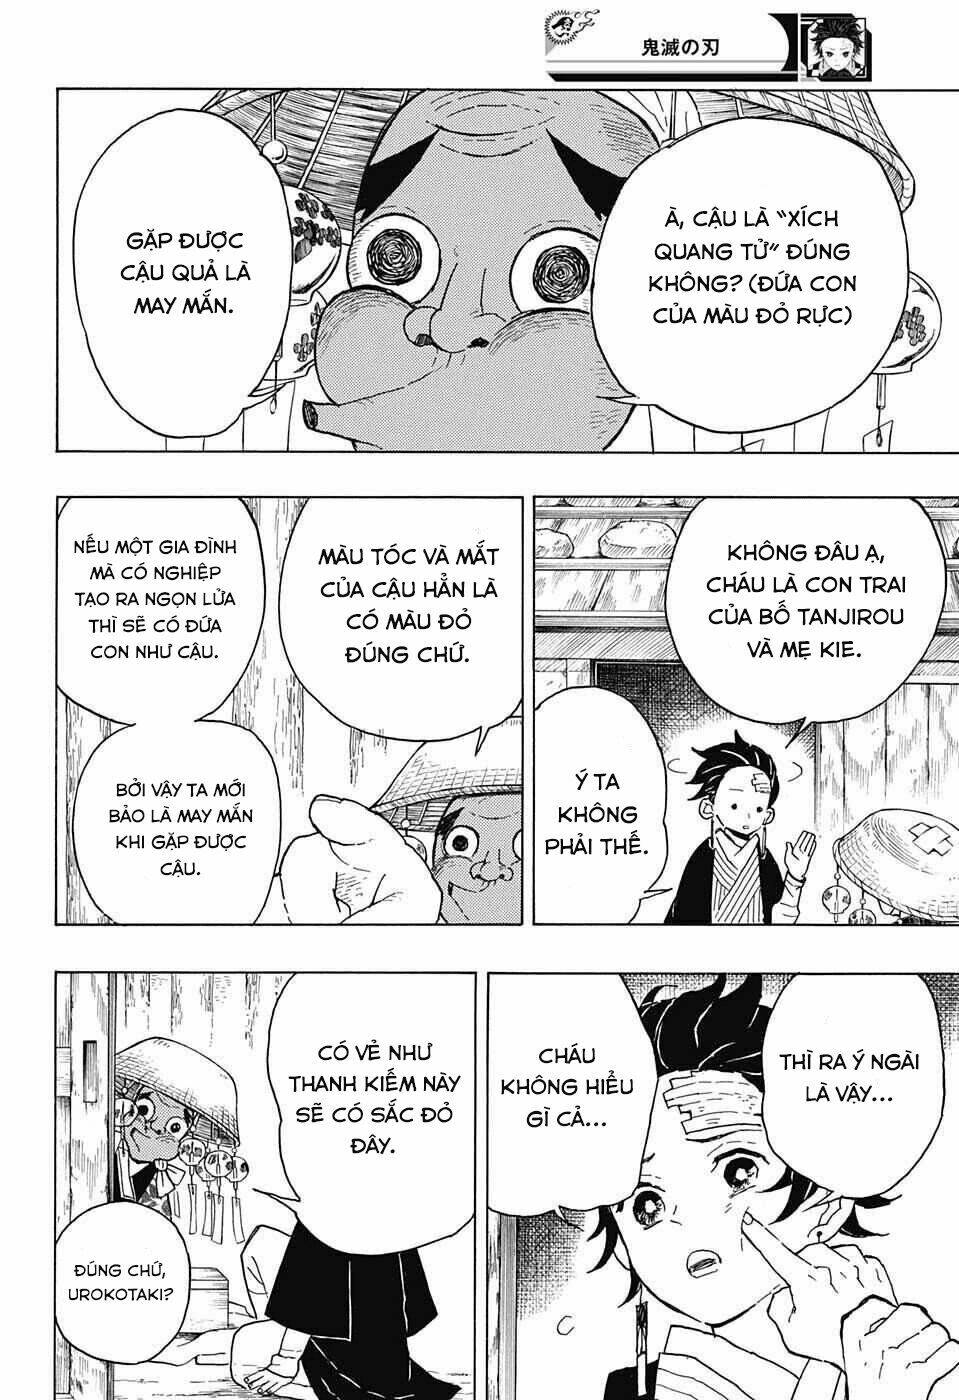 鬼滅の刃
À, CẬU LÀ “XÍCH
QUANG TỬ” ĐÚNG
KHÔNG? (ĐỨA CON
CỦA MÀU ĐỎ RỰC)
GẶP ĐƯỢC
CẬU QUẢ LÀ
MAY MẮN.
KHÔNG ĐÂU Ạ,
CHÁU LÀ CON TRAI
CỦA BỐ TANJIROU
VÀ MẸ KIE.
Ý TA
KHÔNG
PHẢI THẾ.
MÀU TÓC VÀ MẮT
CỦA CẬU HẲN LÀ
CÓ MÀU ĐỎ
ĐÚNG CHỨ.
NẾU MỘT GIA ĐÌNH
MÀ CÓ NGHIỆP
TẠO RA NGỌN LỬA
THÌ SẼ CÓ ĐỨA
CON NHƯ CẬU.
BỞI VẬY TA MỚI
BẢO LÀ MAY MẮN
KHI GẶP ĐƯỢC
CẬU.
THÌ RA Ý NGÀI
LÀ VẬY...
CHÁU
KHÔNG HIỂU
GÌ CẢ...
CÓ VẺ NHƯ
THANH KIẾM NÀY
SẼ CÓ SẮC ĐỎ
ĐÂY.
ĐÚNG CHỨ,
UROKOTAKI?